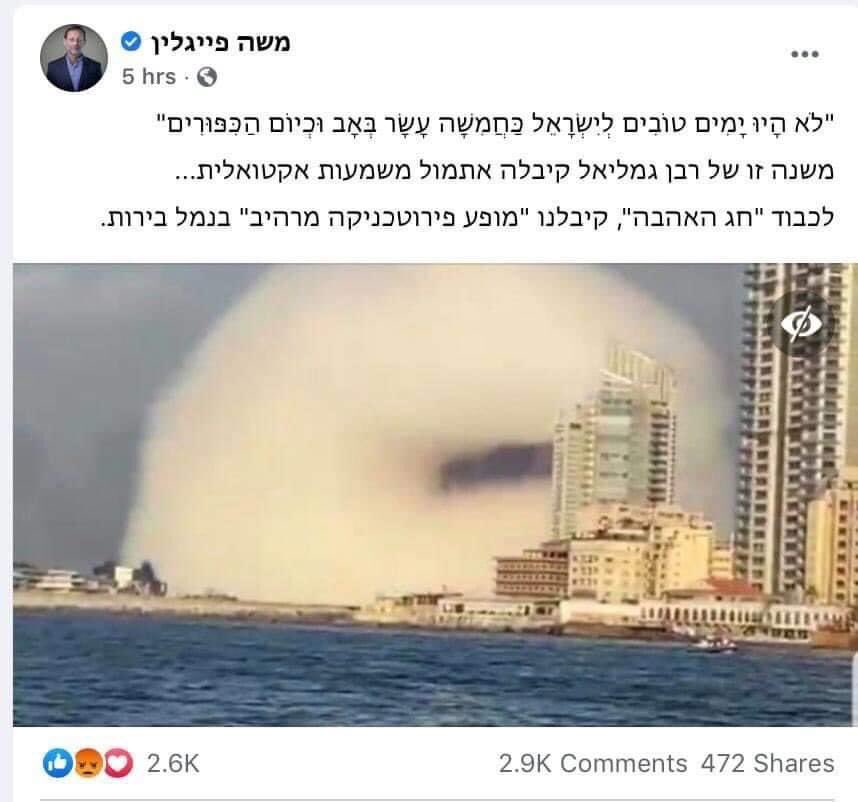 משה פייגלין
5 hrs ·
"לֹא הָיוּ יָמִים טוֹבִים לְיִשְׂרָאֵל כַּחֲמִשָּׁה עָשָׂר בְּאָב וּכְיוֹם הַכִּפּוּרִים"
משנה זו של רבן גמליאל קיבלה אתמול משמעות אקטואלית...
לכבוד "חג האהבה", קיבלנו "מופע פירוטכניקה מרהיב" בנמל בירות.
2.6K 2.9K Comments 472 Shares